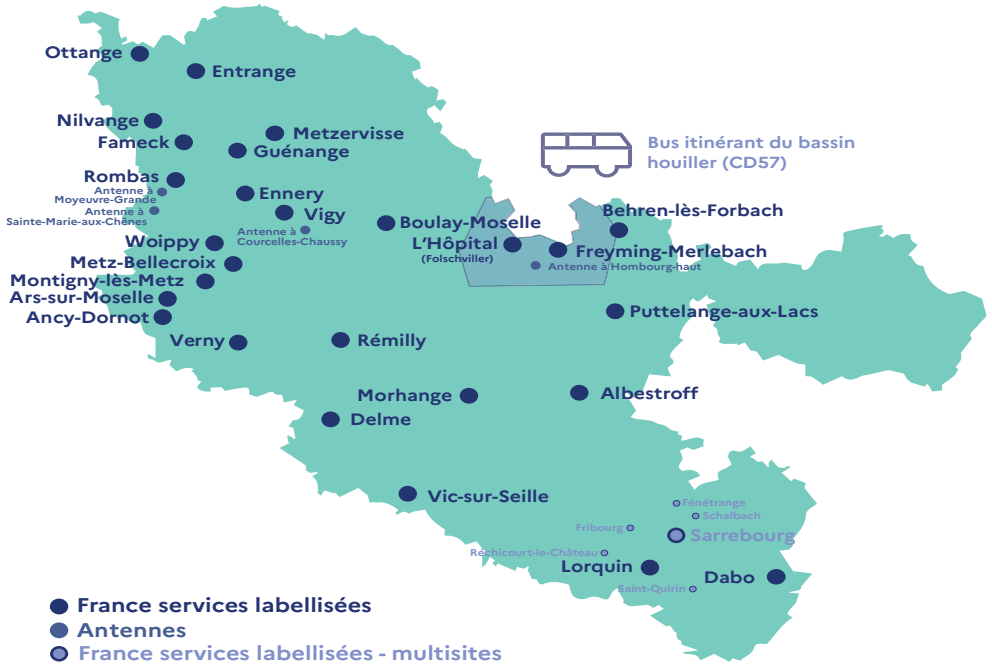 Ottange
Entrange
Nilvange
Metzervisse
Fameck
Guénange
Bus itinérant du bassin
houiller (CD57)
Rombas
Antenne à
Moyeuvre-Grande
Antenne à
Sainte-Marie-aux-Chênes
Ennery
Vigy
Antenne à
Courcelles-Chaussy
Boulay-Moselle
Behren-lès-Forbach
L'Hôpital
(Folschviller)
Freyming-Merlebach
Antenne à Hombourg-haut
Woippy
Metz-Bellecroix
Montigny-lès-Metz
Ars-sur-Moselle
Ancy-Dornot
Puttelange-aux-Lacs
Verny
Rémilly
Morhange
Albestroff
Delme
Vic-sur-Seille
Fénétrange
Schalbach
Fribourg
Sarrebourg
Réchicourt-le-Château
Lorquin
Dabo
Saint-Quirin
France services labellisées
Antennes
France services labellisées - multisites